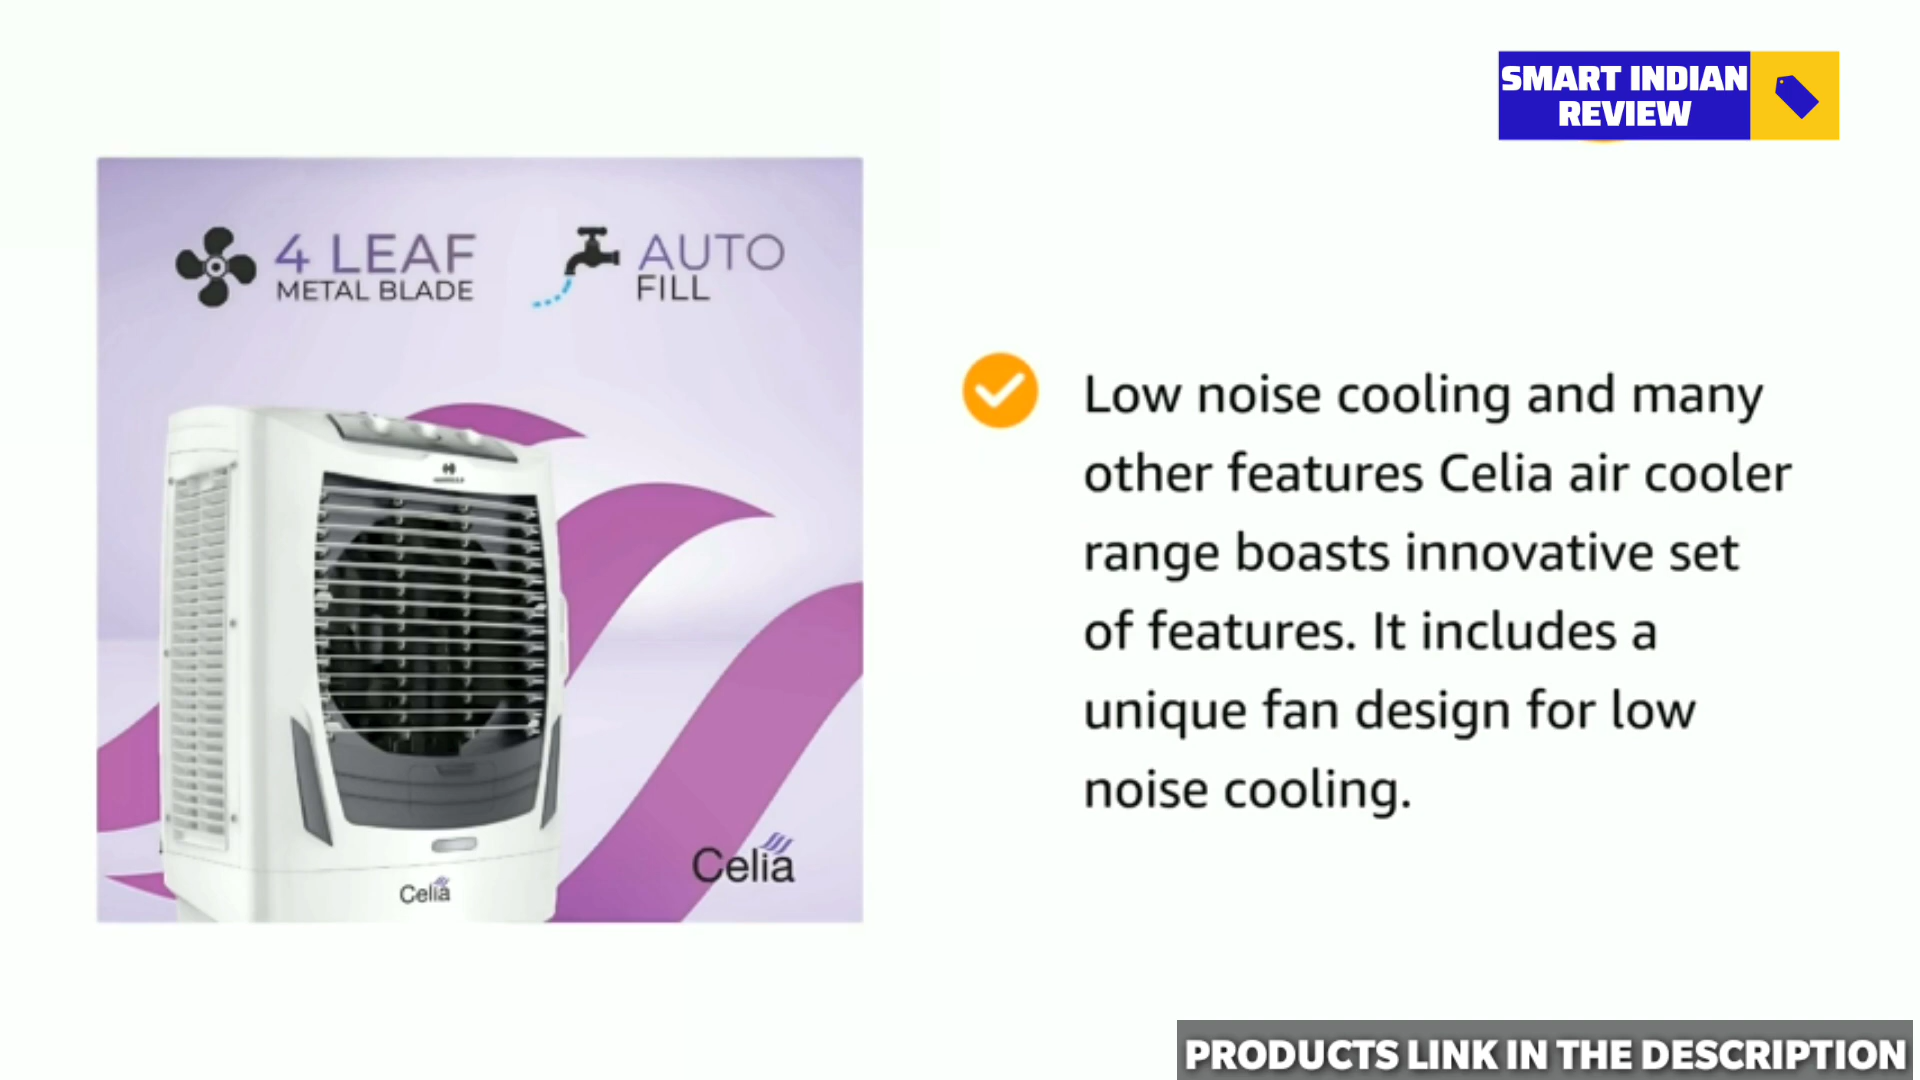 SMART INDIAN
REVIEW
4 LEAF
METAL BLADE
AUTO
FILL
Celia
Celia
Low noise cooling and many
other features Celia air cooler
range boasts innovative set
of features. It includes a
unique fan design for low
noise cooling.
PRODUCTS LINK IN THE DESCRIPTION